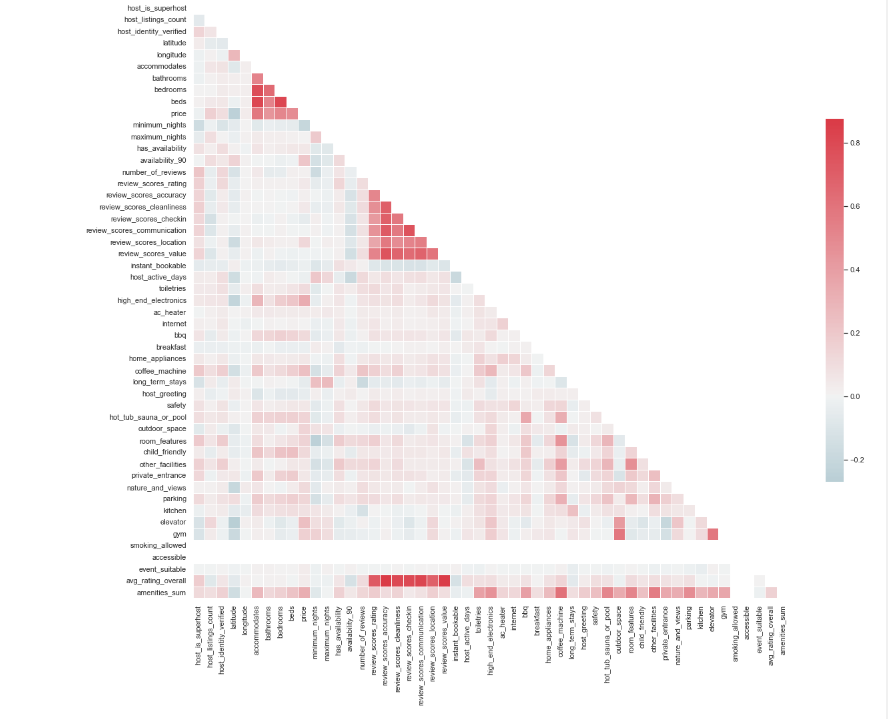 host_is_superhost
host_listings_count
host_identity_verified
latitude
longitude
accommodates
bathrooms
bedrooms
beds
price
minimum_nights
maximum_nights
has_availability
availability_90
number_of_reviews
review_scores_rating
review_scores_accuracy
review_scores_cleanliness
review_scores_checkin
review_scores_communication
review_scores_location
review_scores_value
instant_bookable
host_active_days
toiletries
high_end_electronics
ac_heater
internet
bbq
breakfast
home_appliances
coffee_machine
long_term_stays
host_greeting
safety
hot_tub_sauna_or_pool
outdoor_space
room_features
child_friendly
other_facilities
private_entrance
nature_and_views
parking
kitchen
elevator
gym
smoking_allowed
accessible
event_suitable
avg_rating_overall
amenities_sum
host_is_superhost
host_listings_count
host_identity_verified
latitude
longitude
accommodates
bathrooms
bedrooms
beds
price
minimum_nights
maximum_nights
has_availability
availability_90
number_of_reviews
review_scores_rating
review_scores_accuracy
review_scores_cleanliness
review_scores_checkin
review_scores_communication
review_scores_location
review_scores_value
instant_bookable
host_active_days
toiletries
high_end_electronics
ac_heater
internet
bbq
breakfast
home_appliances
coffee_machine
long_term_stays
host_greeting
safety
hot_tub_sauna_or_pool
outdoor_space
room_features
child_friendly
other_facilities
private_entrance
nature_and_views
parking
kitchen
elevator
gym
smoking_allowed
accessible
event_suitable
avg_rating_overall
amenities_sum
0.8
0.6
0.4
0.2
0.0
−0.2